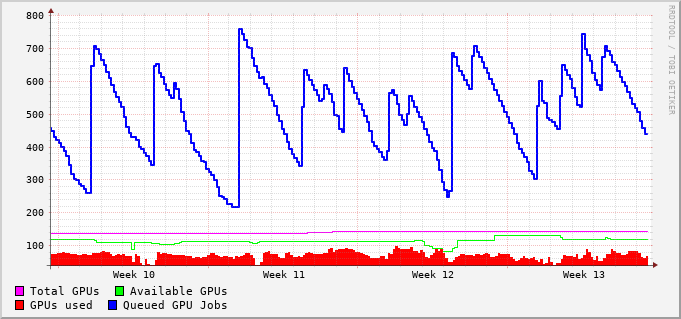 800
700
600
500
400
300
200
100
Week 10 Week 11 Week 12 Week 13
Total GPUs Available GPUs
GPUs used Queued GPU Jobs
RRDTOOL / TOBI OETIKER